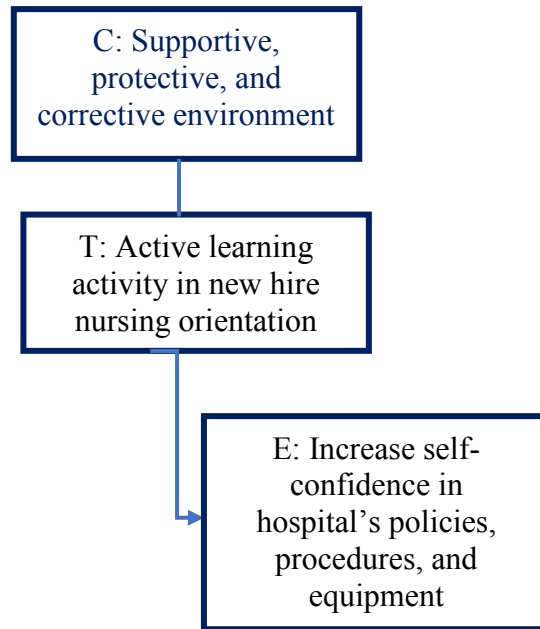 C: Supportive,
protective, and
corrective environment
T: Active learning
activity in new hire
nursing orientation
E: Increase self-
confidence in
hospital’s policies,
procedures, and
equipment